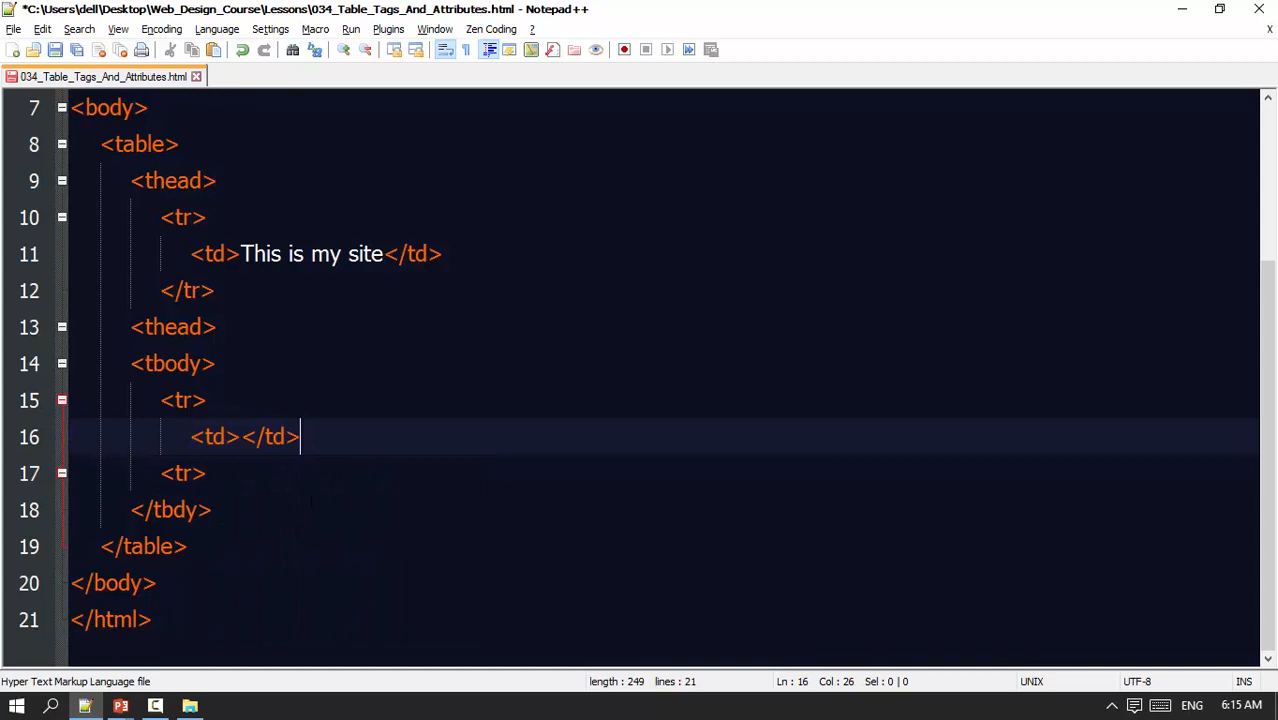 *C:\Users\dell\Desktop\Web_Design_Course\Lessons\034_Table_Tags_And_Attributes.html - Notepad++
File Edit Search View Encoding Language Settings Macro Run Plugins Window Zen Coding ? X
034_Table_Tags_And_Attributes.html
7 <body>
8 <table>
9 <thead>
10 <tr>
11 <td>This is my site</td>
12 </tr>
13 <thead>
14 <tbody>
15 <tr>
16 <td></td>
17 <tr>
18 </tbdy>
19 </table>
20 </body>
21 </html>
Hyper Text Markup Language file length : 249 lines : 21 Ln : 16 Col : 26 Sel : 0 | 0 UNIX UTF-8 INS
ENG 6:15 AM